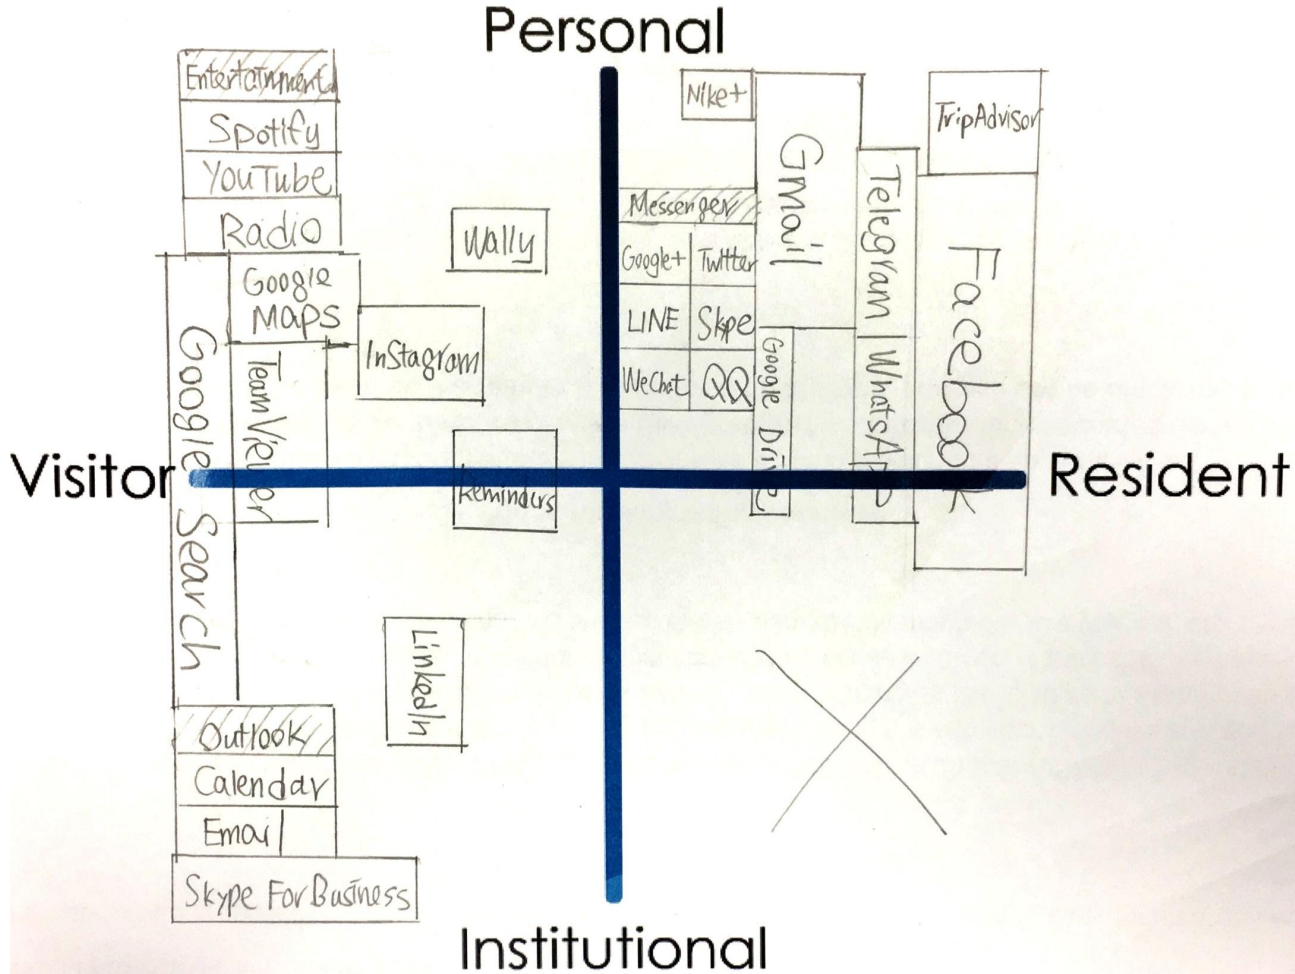 Personal
Entertainment
Spotify
YouTube
Radio
Wally
Google
Maps
Instagram
TeamViewer
Google Search
Reminders
Visitor
Nike+
Gmail
TripAdvisor
Telegram
Messenger
Google+ Twitter
LINE Skpe
WeChat QQ
Google Drive
WhatsApp
Facebook
Resident
LinkedIn
Outlook
Calendar
Email
Skype For Business
Institutional